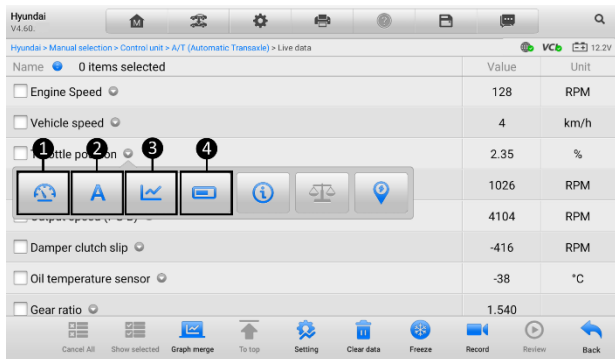 Hyundai
V4.60.
Hyundai > Manual selection > Control unit > A/T (Automatic Transaxle) > Live data
VCI 12.2V
Name 0 items selected Value Unit
Engine Speed 128 RPM
Vehicle speed 4 km/h
1 2 3 4
position 2.35 %
A
1026 RPM
4104 RPM
Damper clutch slip -416 RPM
Oil temperature sensor -38 °C
Gear ratio 1.540
Cancel All Show selected Graph merge To top Setting Clear data Freeze Record Review Back